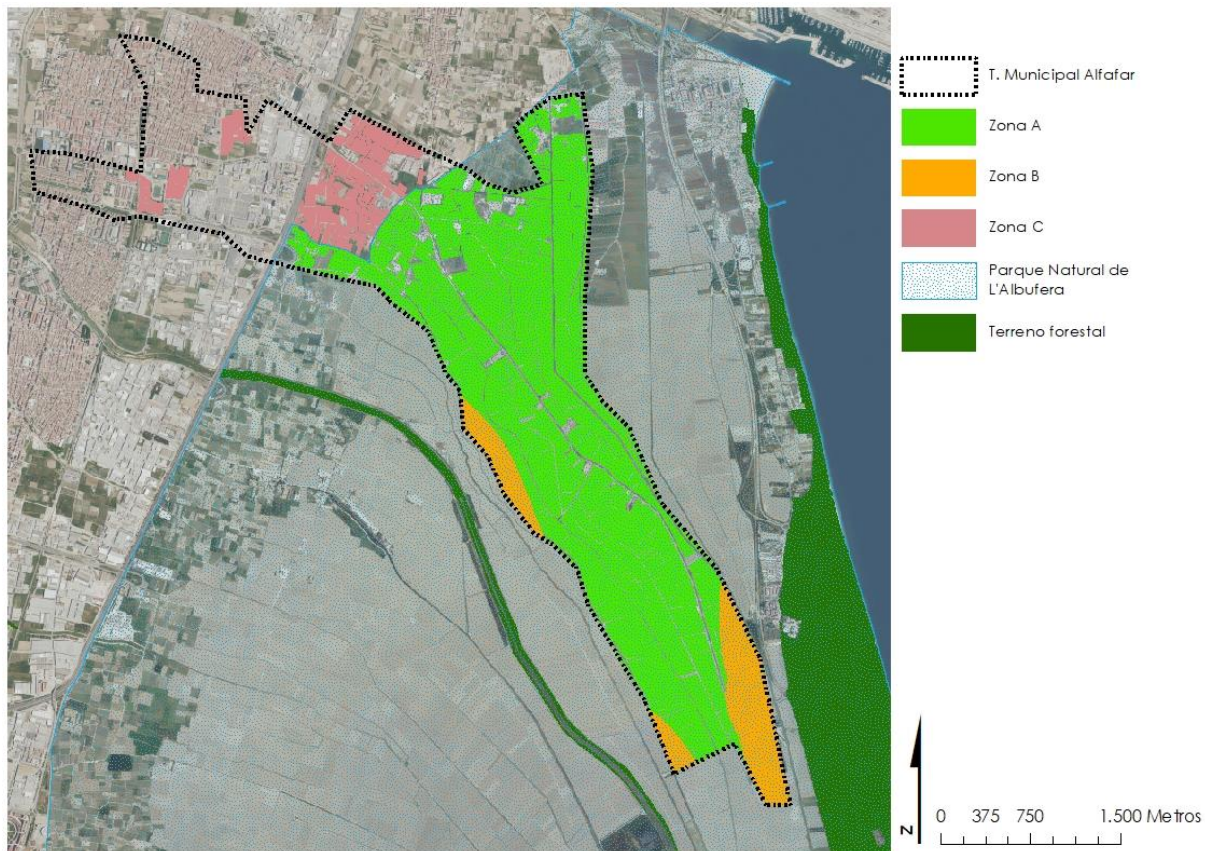 T. Municipal Alfafar
Zona A
Zona B
Zona C
Parque Natural de
L'Albufera
Terreno forestal
N
0 375 750 1.500 Metros